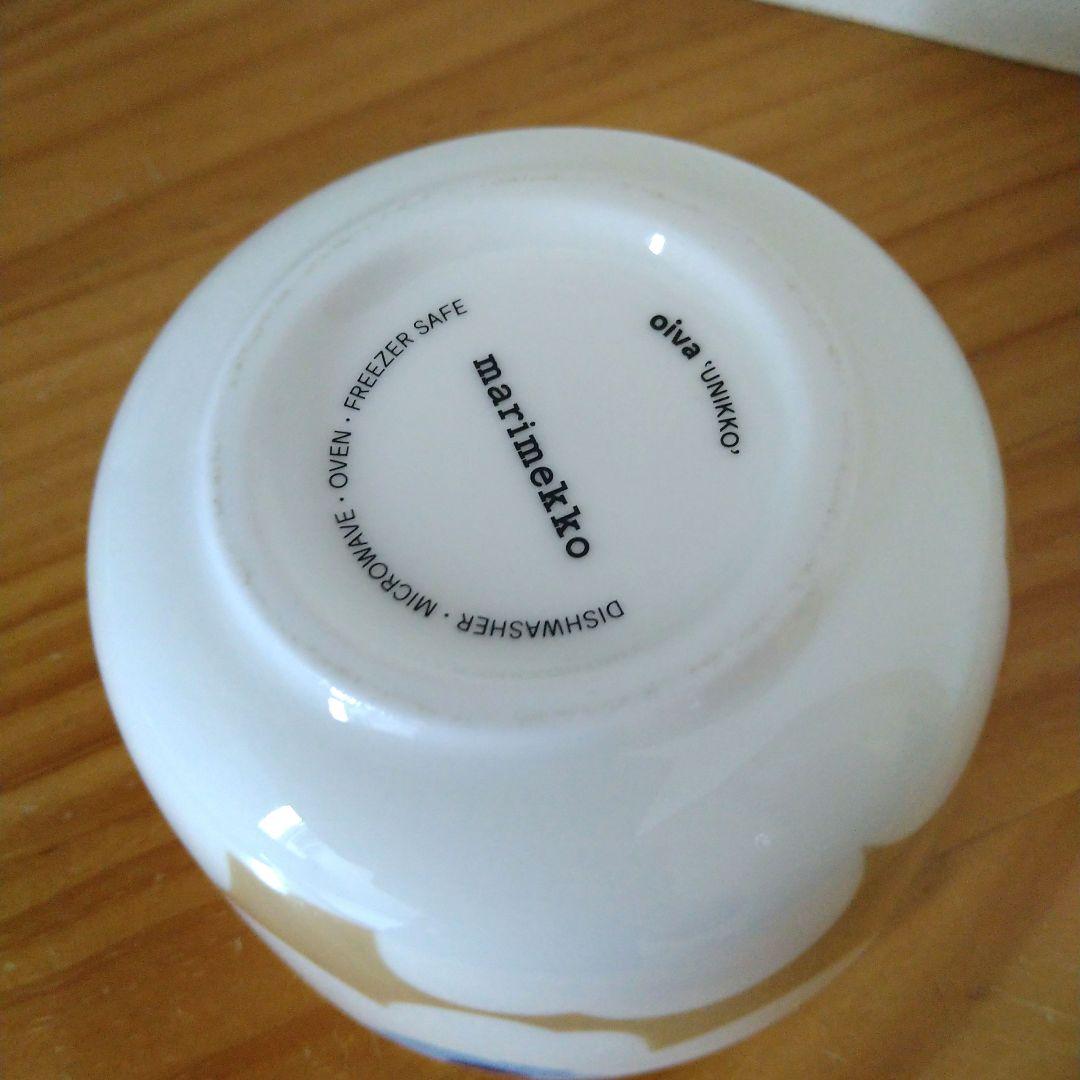 oiva ‘UNIKKO’
marimekko
DISHWASHER · MICROWAVE · OVEN · FREEZER SAFE